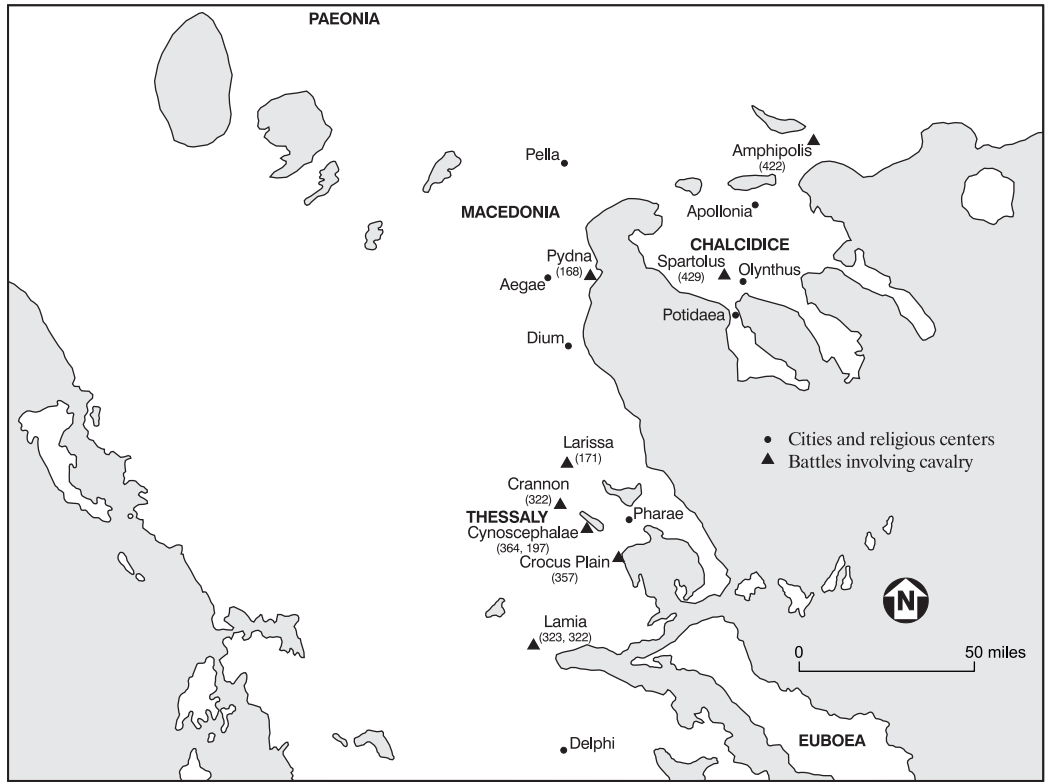 PAEONIA
Pella
Amphipolis
(422)
MACEDONIA
Apollonia
CHALCIDICE
Pydna
(168)
Spartolus
(429)
Olynthus
Aegae
Potidaea
Dium
Larissa
(171)
Cities and religious centers
Battles involving cavalry
Crannon
(322)
THESSALY
Pharae
Cynoscephalae
(364, 197)
Crocus Plain
(357)
N
Lamia
(323, 322)
0 50 miles
Delphi
EUBOEA